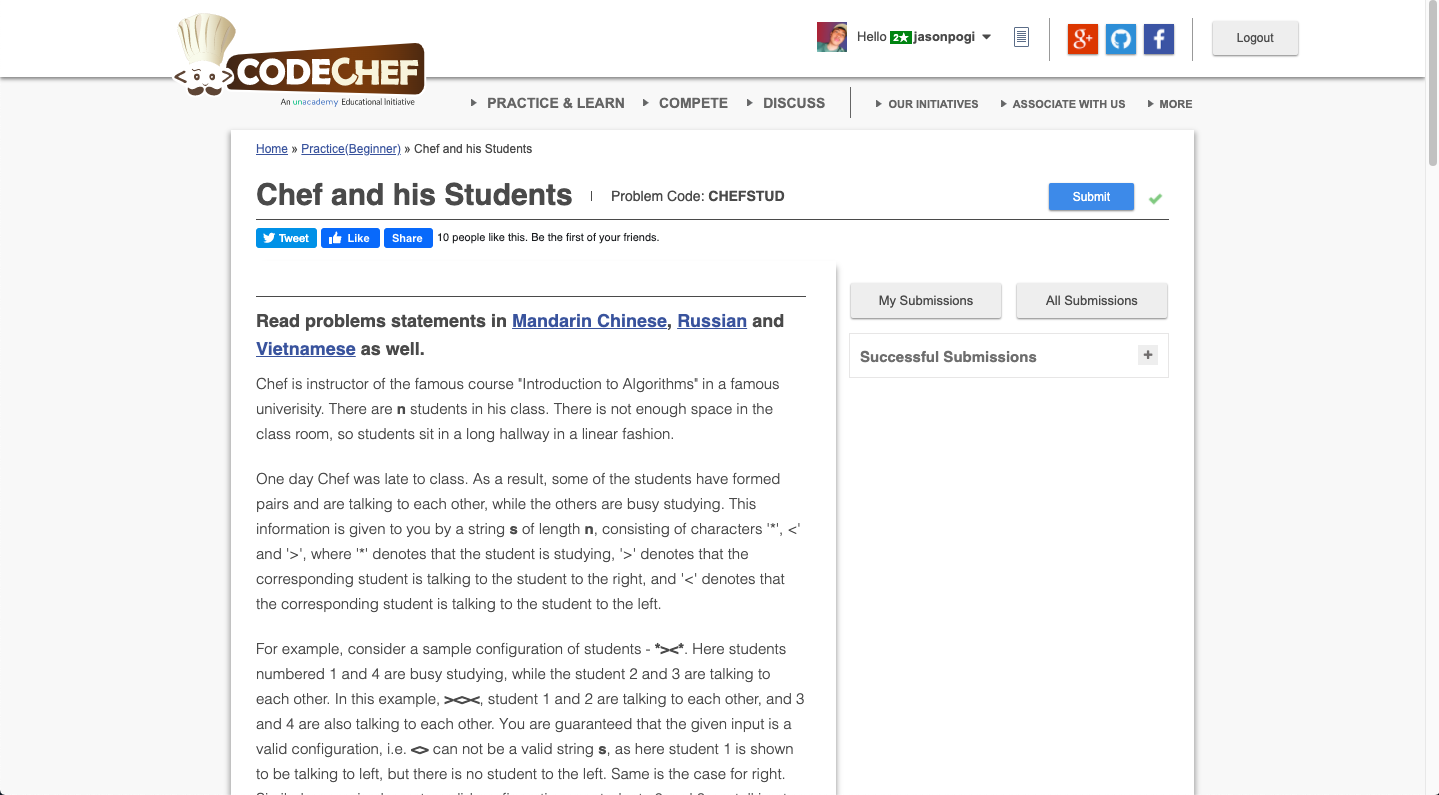 Hello 2★ jasonpogi
Logout
CODECHEF
An unacademy Educational Initiative
PRACTICE & LEARN COMPETE DISCUSS OUR INITIATIVES ASSOCIATE WITH US MORE
Home » Practice(Beginner) » Chef and his Students
Chef and his Students Problem Code: CHEFSTUD
Submit
Tweet Like Share 10 people like this. Be the first of your friends.
Read problems statements in Mandarin Chinese, Russian and
Vietnamese as well.
Chef is instructor of the famous course "Introduction to Algorithms" in a famous
univerisity. There are n students in his class. There is not enough space in the
class room, so students sit in a long hallway in a linear fashion.
One day Chef was late to class. As a result, some of the students have formed
pairs and are talking to each other, while the others are busy studying. This
information is given to you by a string s of length n, consisting of characters '*', <'
and '>', where '*' denotes that the student is studying, '>' denotes that the
corresponding student is talking to the student to the right, and '<' denotes that
the corresponding student is talking to the student to the left.
For example, consider a sample configuration of students - *><*. Here students
numbered 1 and 4 are busy studying, while the student 2 and 3 are talking to
each other. In this example, ><><, student 1 and 2 are talking to each other, and 3
and 4 are also talking to each other. You are guaranteed that the given input is a
valid configuration, i.e. <> can not be a valid string s, as here student 1 is shown
to be talking to left, but there is no student to the left. Same is the case for right.
My Submissions
All Submissions
Successful Submissions +